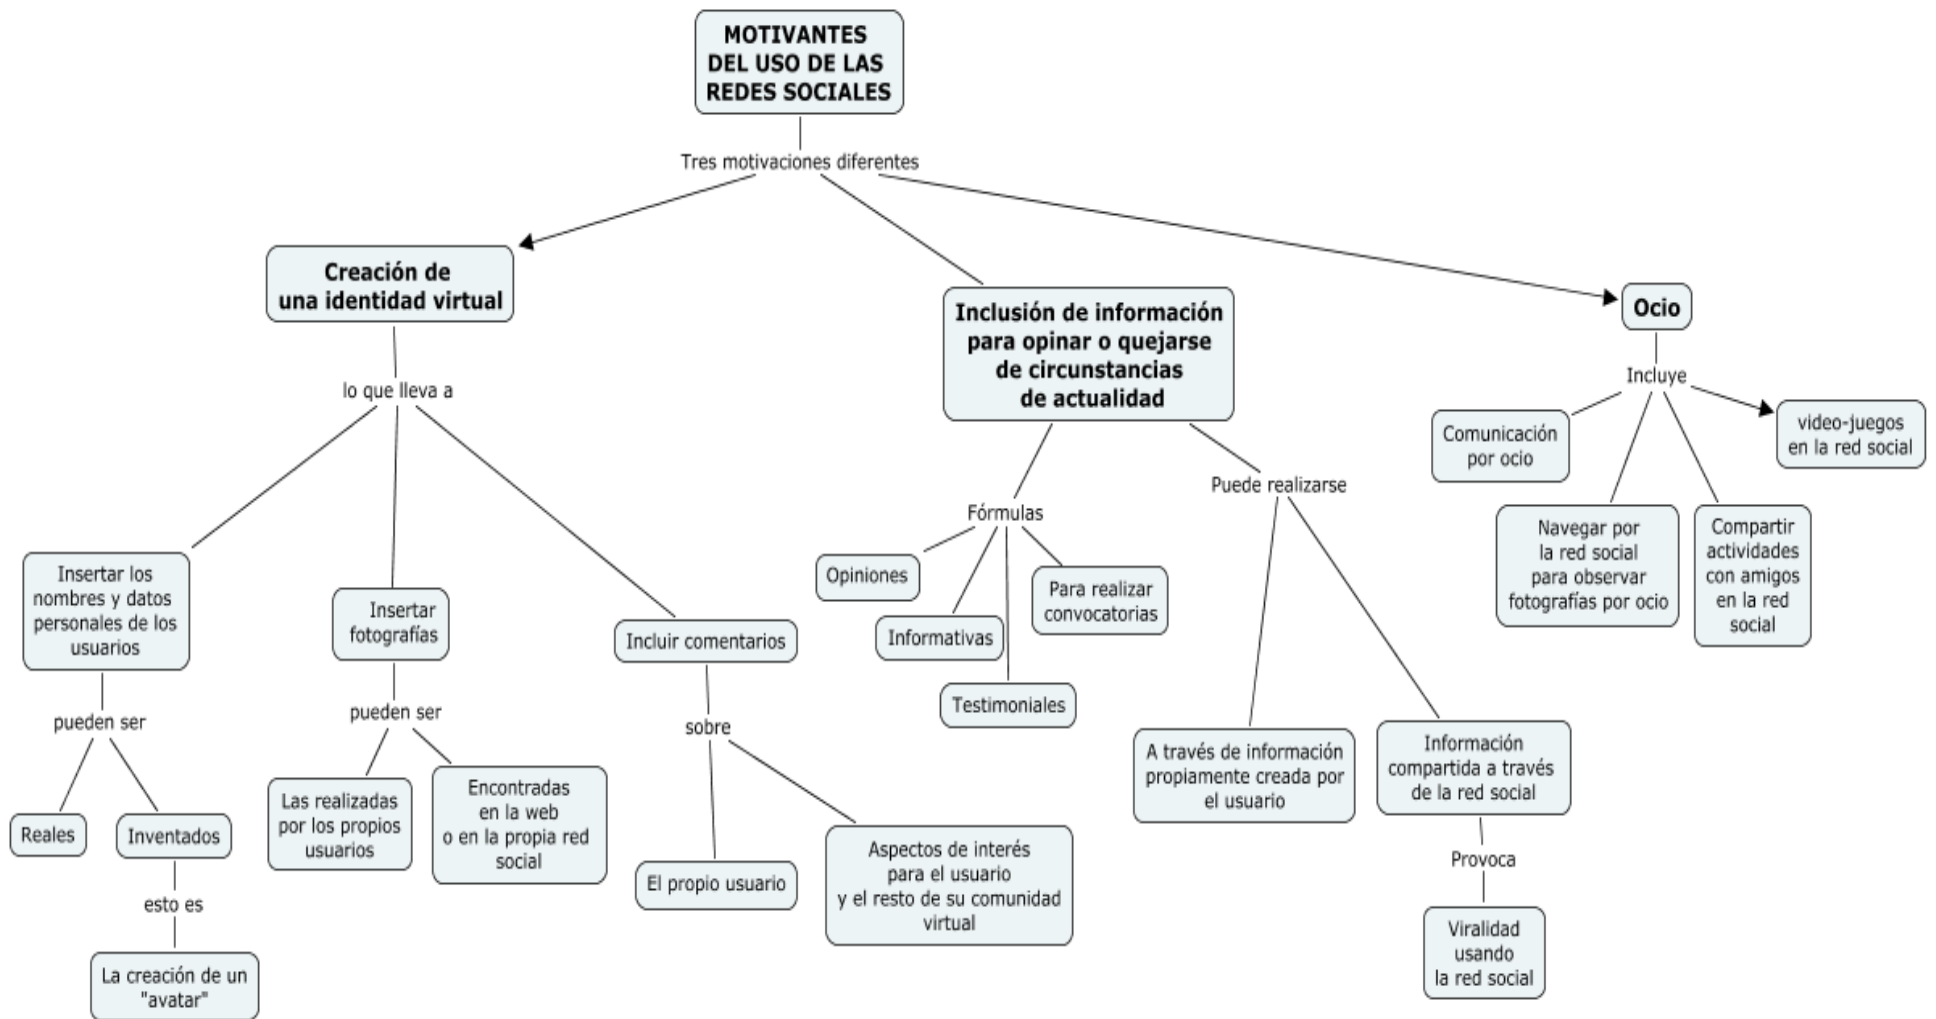 MOTIVANTES
DEL USO DE LAS
REDES SOCIALES
Tres motivaciones diferentes
Creación de
una identidad virtual
lo que lleva a
Insertar los
nombres y datos
personales de los
usuarios
pueden ser
Reales
Inventados
esto es
La creación de un
"avatar"
Insertar
fotografías
pueden ser
Las realizadas
por los propios
usuarios
Encontradas
en la web
o en la propia red
social
Incluir comentarios
sobre
El propio usuario
Aspectos de interés
para el usuario
y el resto de su comunidad
virtual
Inclusión de información
para opinar o quejarse
de circunstancias
de actualidad
Fórmulas
Opiniones
Informativas
Testimoniales
Para realizar
convocatorias
Puede realizarse
A través de información
propiamente creada por
el usuario
Información
compartida a través
de la red social
Provoca
Viralidad
usando
la red social
Ocio
Incluye
Comunicación
por ocio
Navegar por
la red social
para observar
fotografías por ocio
Compartir
actividades
con amigos
en la red
social
video-juegos
en la red social